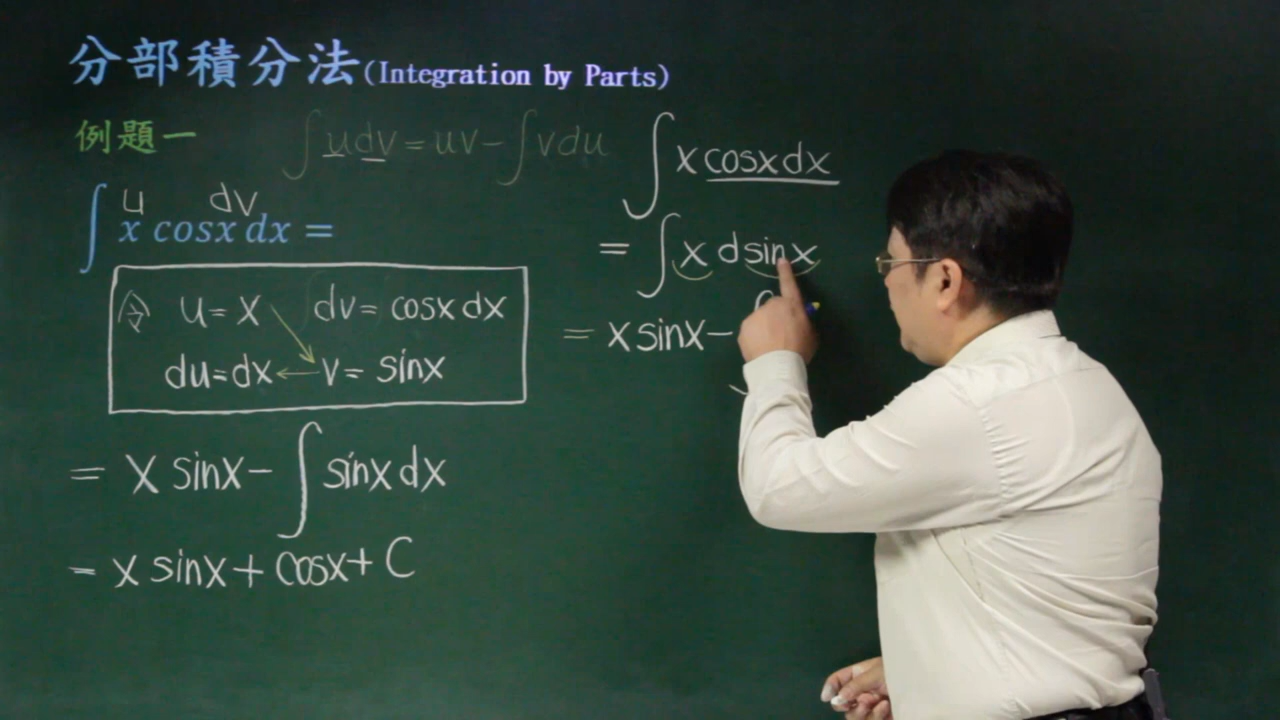 分部積分法(Integration by Parts)
例題一
∫udv=uv-∫vdu
u dv
∫x cosx dx =
令 u=x dv=cosx dx
du=dx v=sinx
= x sinx - ∫sinx dx
= x sinx + cosx + C
∫x cosx dx
= ∫x d sinx
= x sinx -